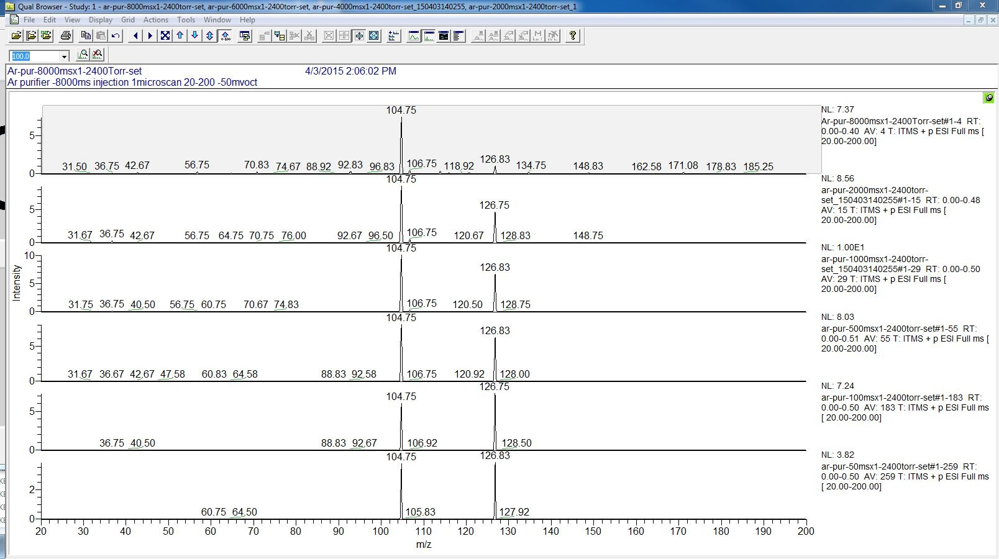 Qual Browser - Study: 1 - ar-pur-8000msx1-2400torr-set, ar-pur-6000msx1-2400torr-set, ar-pur-4000msx1-2400torr-set_150403140255, ar-pur-2000msx1-2400torr-set_1
File Edit View Display Grid Actions Tools Window Help
100.0
Ar-pur-8000msx1-2400Torr-set 4/3/2015 2:06:02 PM
Ar purifier -8000ms injection 1microscan 20-200 -50mvoct
104.75
5
31.50 36.75 42.67 56.75 70.83 74.67 88.92 92.83 96.83 106.75 118.92 126.83 134.75 148.83 162.58 171.08 178.83 185.25
0
NL: 7.37
Ar-pur-8000msx1-2400Torr-set#1-4 RT:
0.00-0.40 AV: 4 T: ITMS + p ESI Full ms [
20.00-200.00]
104.75
5
126.75
31.67 36.75 42.67 56.75 64.75 70.75 76.00 92.67 96.50 106.75 120.67 128.83 148.75
0
NL: 8.56
ar-pur-2000msx1-2400torr-
set_150403140255#1-15 RT: 0.00-0.48
AV: 15 T: ITMS + p ESI Full ms [
20.00-200.00]
104.75
10
126.83
5
31.75 36.75 40.50 56.75 60.75 70.67 74.83 106.75 120.50 128.75
0
Intensity
NL: 1.00E1
ar-pur-1000msx1-2400torr-
set_150403140255#1-29 RT: 0.00-0.50
AV: 29 T: ITMS + p ESI Full ms [
20.00-200.00]
104.75
126.83
5
31.67 36.67 42.67 47.58 60.83 64.58 88.83 92.58 106.75 120.92 128.00
0
NL: 8.03
ar-pur-500msx1-2400torr-set#1-55 RT:
0.00-0.51 AV: 55 T: ITMS + p ESI Full ms [
20.00-200.00]
126.75
104.75
5
36.75 40.50 88.83 92.67 106.92 128.50
0
NL: 7.24
ar-pur-100msx1-2400torr-set#1-183 RT:
0.00-0.50 AV: 183 T: ITMS + p ESI Full ms
[ 20.00-200.00]
104.75 126.83
2
60.75 64.50 105.83 127.92
0
NL: 3.82
ar-pur-50msx1-2400torr-set#1-259 RT:
0.00-0.50 AV: 259 T: ITMS + p ESI Full ms
[ 20.00-200.00]
20 30 40 50 60 70 80 90 100 110 120 130 140 150 160 170 180 190 200
m/z